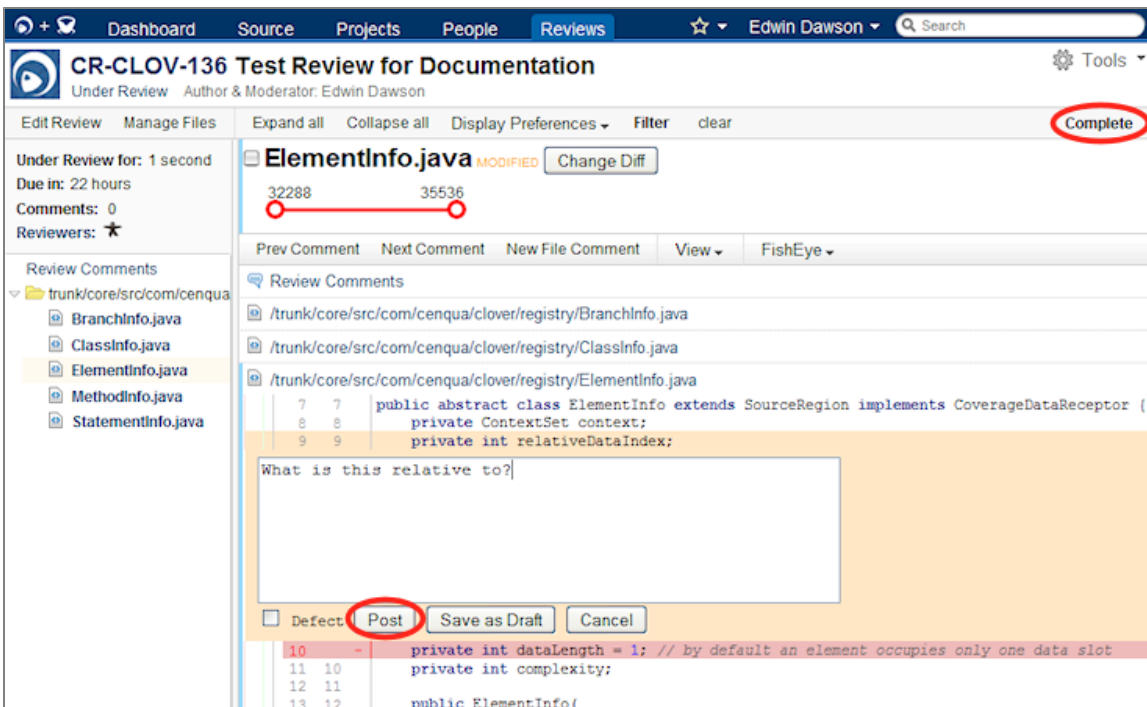 + Dashboard Source Projects People Reviews Edwin Dawson Search
CR-CLOV-136 Test Review for Documentation Tools
Under Review Author & Moderator: Edwin Dawson
Edit Review Manage Files Expand all Collapse all Display Preferences Filter clear Complete
Under Review for: 1 second
Due in: 22 hours
Comments: 0
Reviewers:
Review Comments
trunk/core/src/com/cenqua
BranchInfo.java
ClassInfo.java
ElementInfo.java
MethodInfo.java
StatementInfo.java
ElementInfo.java MODIFIED Change Diff
32288 35536
Prev Comment Next Comment New File Comment View FishEye
Review Comments
/trunk/core/src/com/cenqua/clover/registry/BranchInfo.java
/trunk/core/src/com/cenqua/clover/registry/ClassInfo.java
/trunk/core/src/com/cenqua/clover/registry/ElementInfo.java
7 7 public abstract class ElementInfo extends SourceRegion implements CoverageDataReceptor {
8 8 private ContextSet context;
9 9 private int relativeDataIndex;
What is this relative to?
Defect Post Save as Draft Cancel
10 - private int dataLength = 1; // by default an element occupies only one data slot
11 10 private int complexity;
12 11
13 12 public ElementInfo(